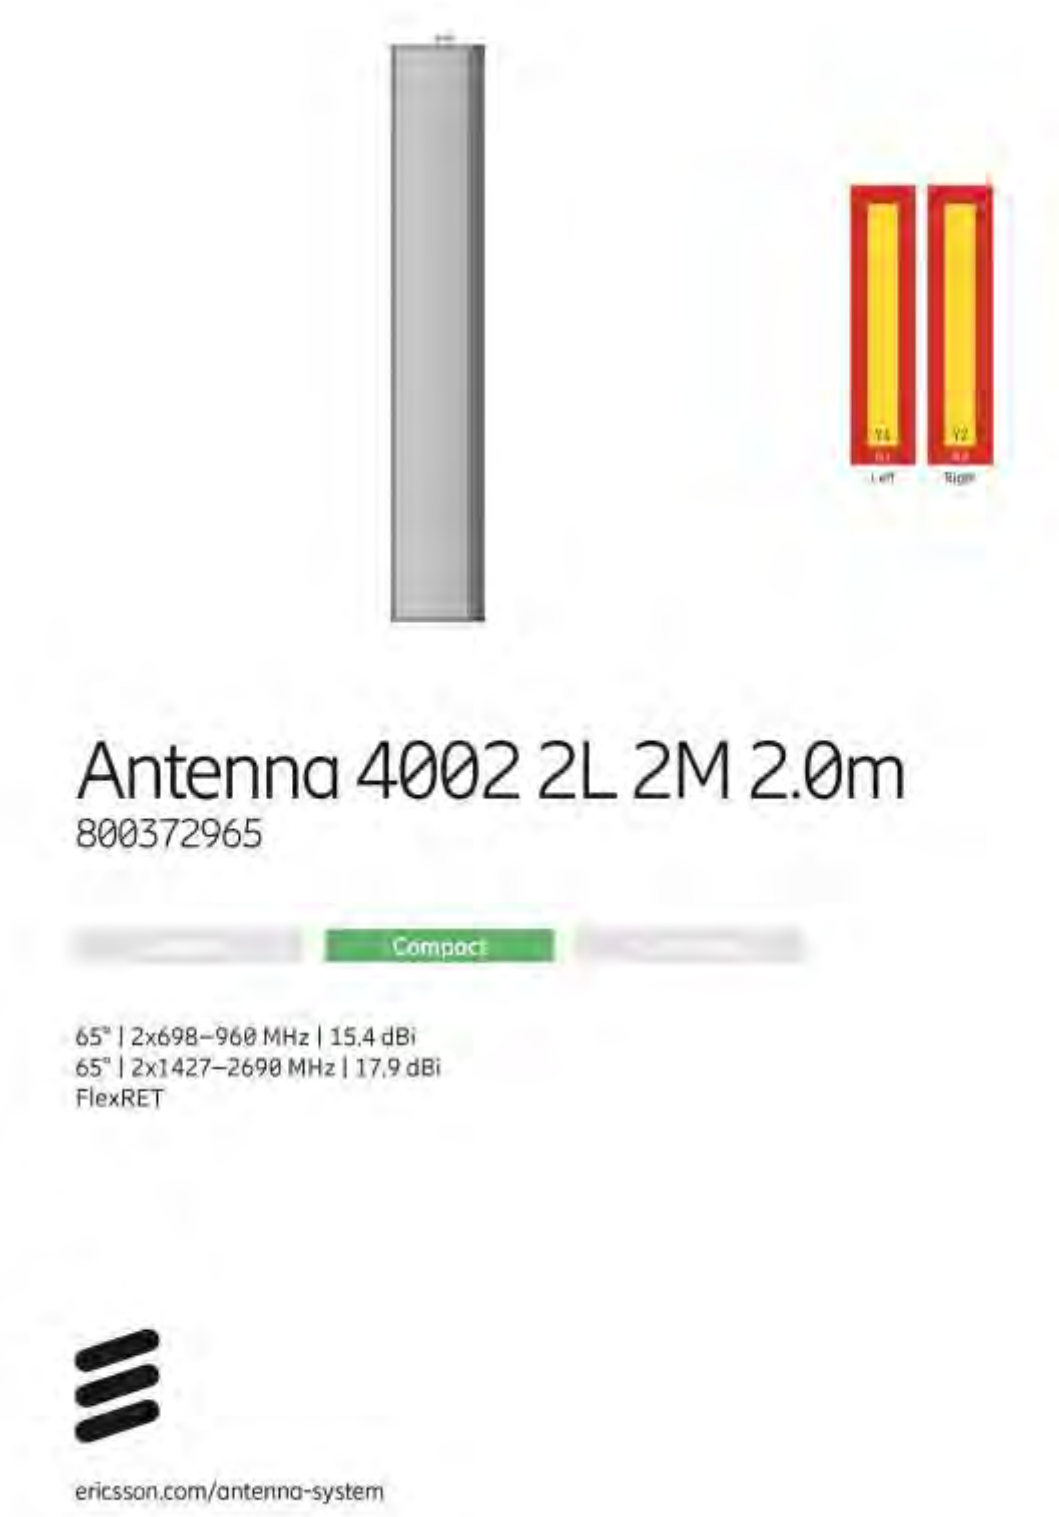 Y1
Y2
Left
Right
Antenna 4002 2L 2M 2.0m
800372965
Compact
65° | 2x698–960 MHz | 15.4 dBi
65° | 2x1427–2690 MHz | 17.9 dBi
FlexRET
ericsson.com/antenna-system